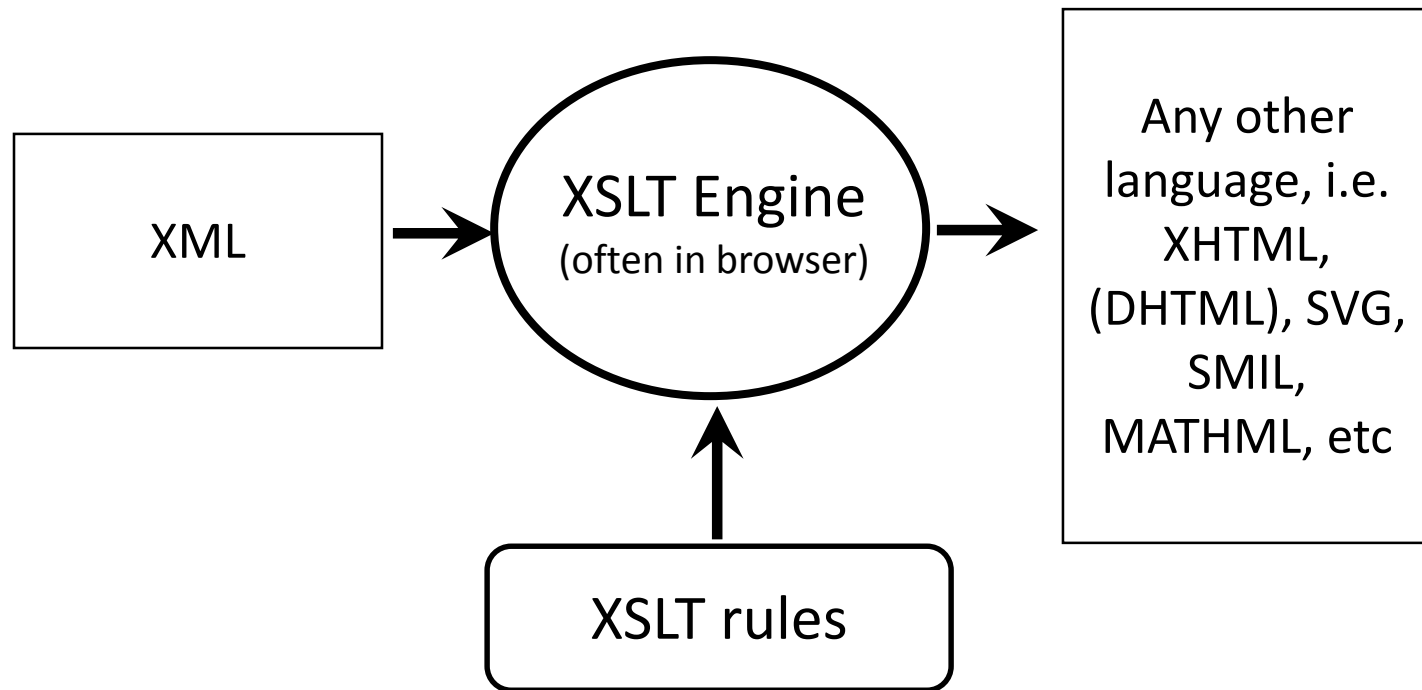 XML
XSLT Engine
(often in browser)
Any other
language, i.e.
XHTML,
(DHTML), SVG,
SMIL,
MATHML, etc
XSLT rules